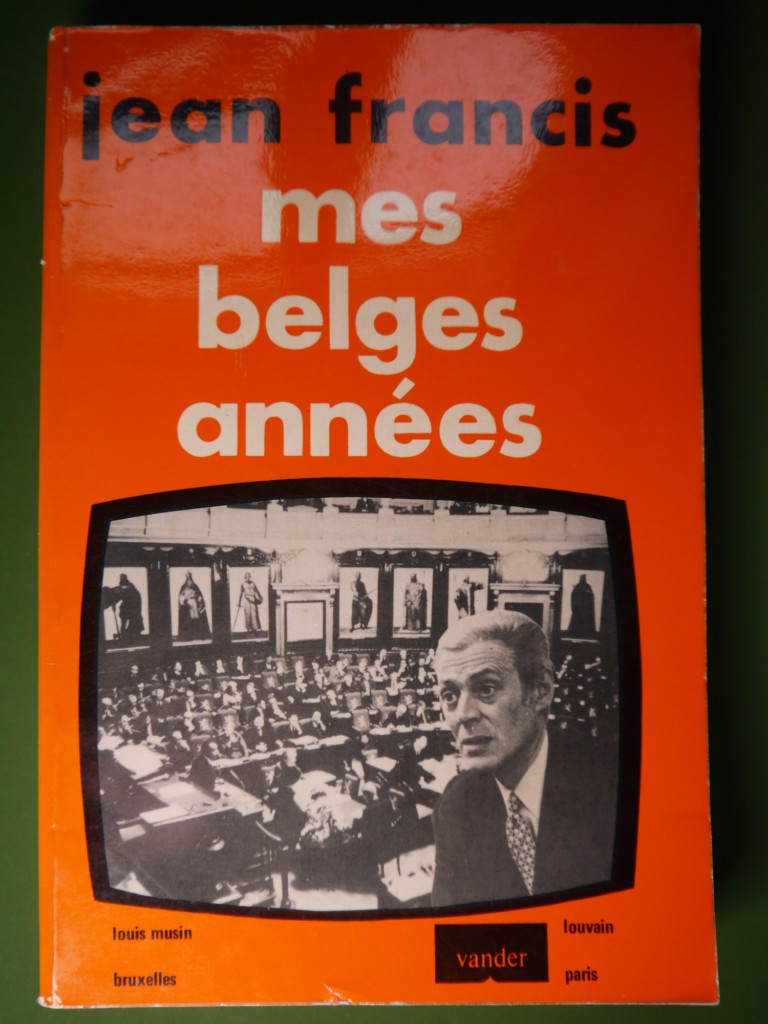 jean francis
mes
belges
années
louis musin
bruxelles
vander
louvain
paris